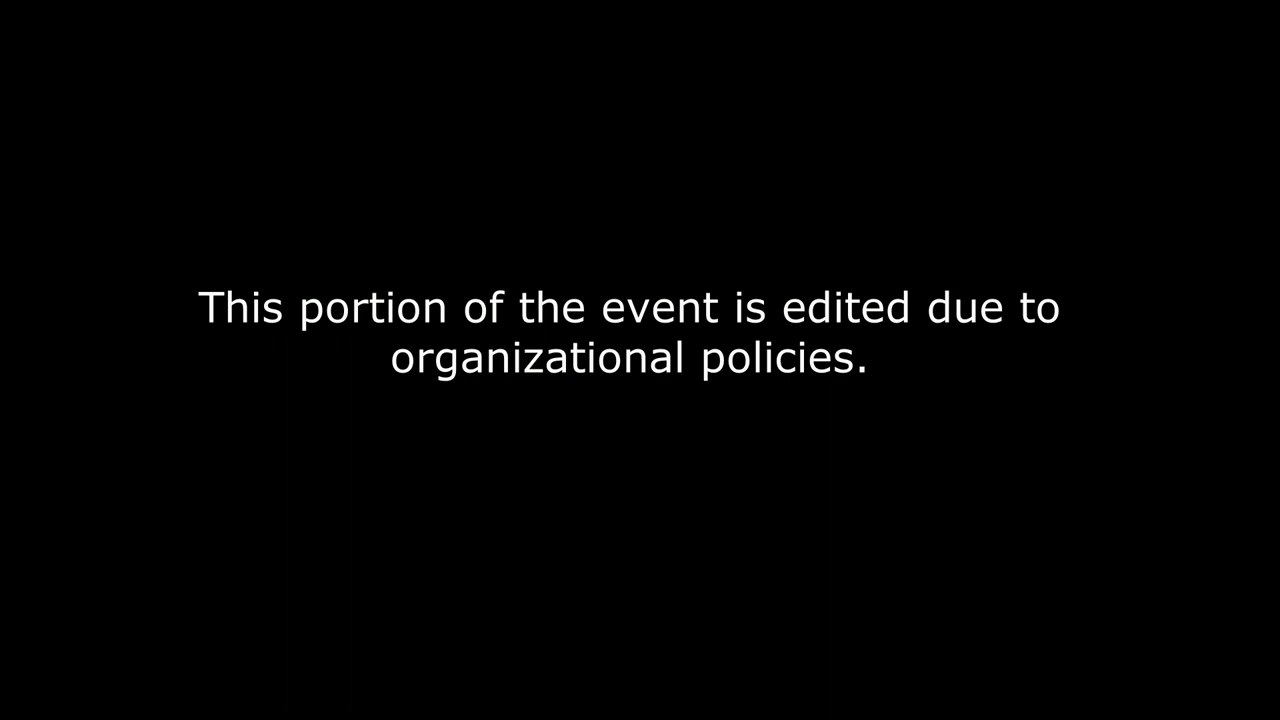 This portion of the event is edited due to
organizational policies.